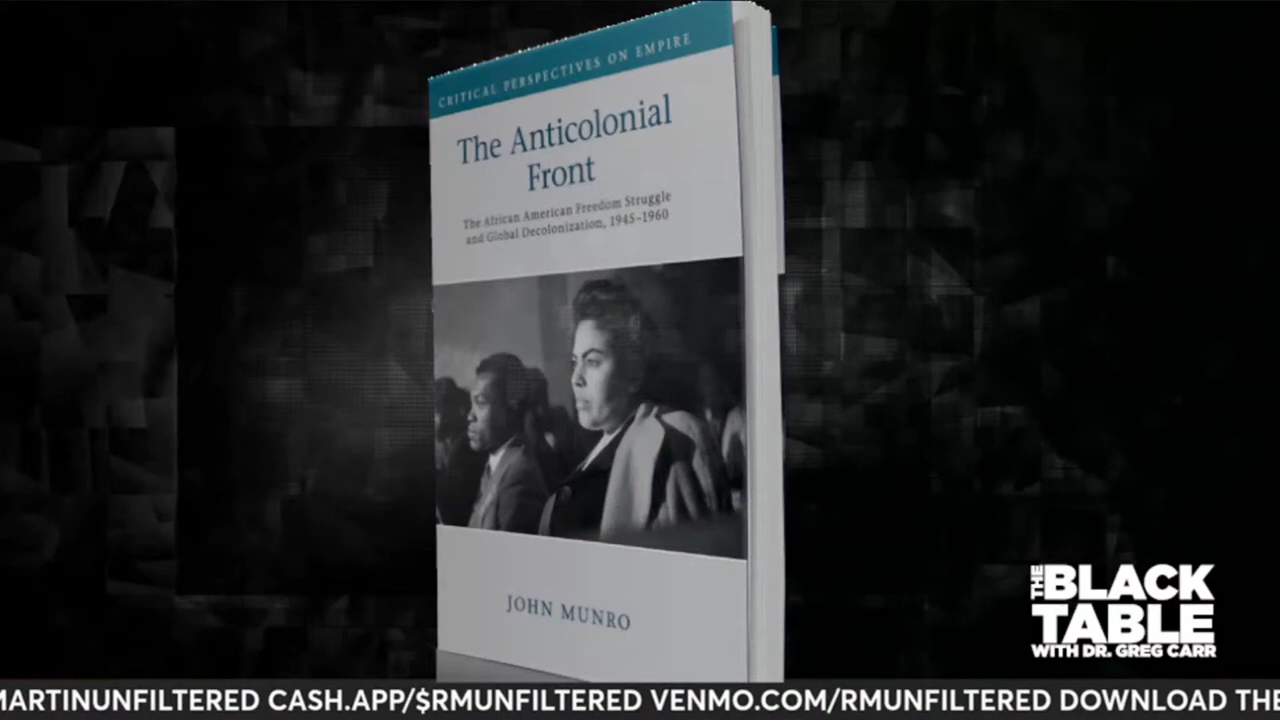 CRITICAL PERSPECTIVES ON EMPIRE
The Anticolonial
Front
The African American Freedom Struggle
and Global Decolonization, 1945–1960
JOHN MUNRO
THE
BLACK
TABLE
WITH DR. GREG CARR
MARTINUNFILTERED CASH.APP/$RMUNFILTERED VENMO.COM/RMUNFILTERED DOWNLOAD THE